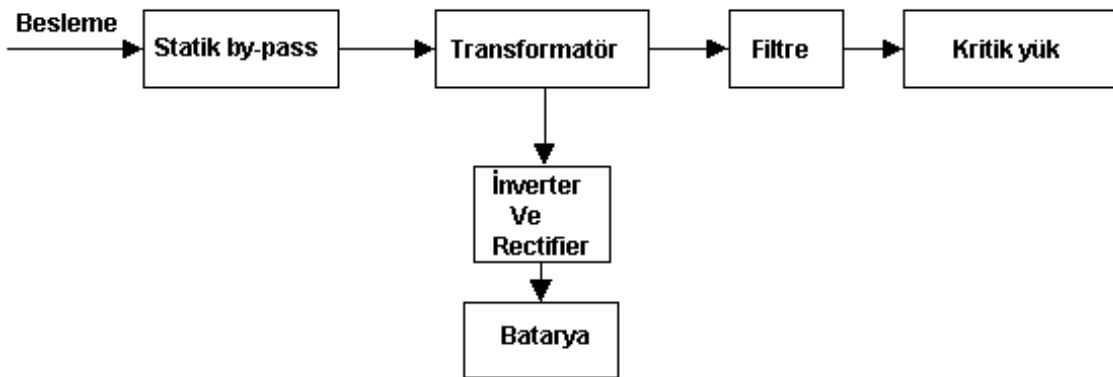 Besleme
Statik by-pass
Transformatör
Filtre
Kritik yük
İnverter
Ve
Rectifier
Batarya